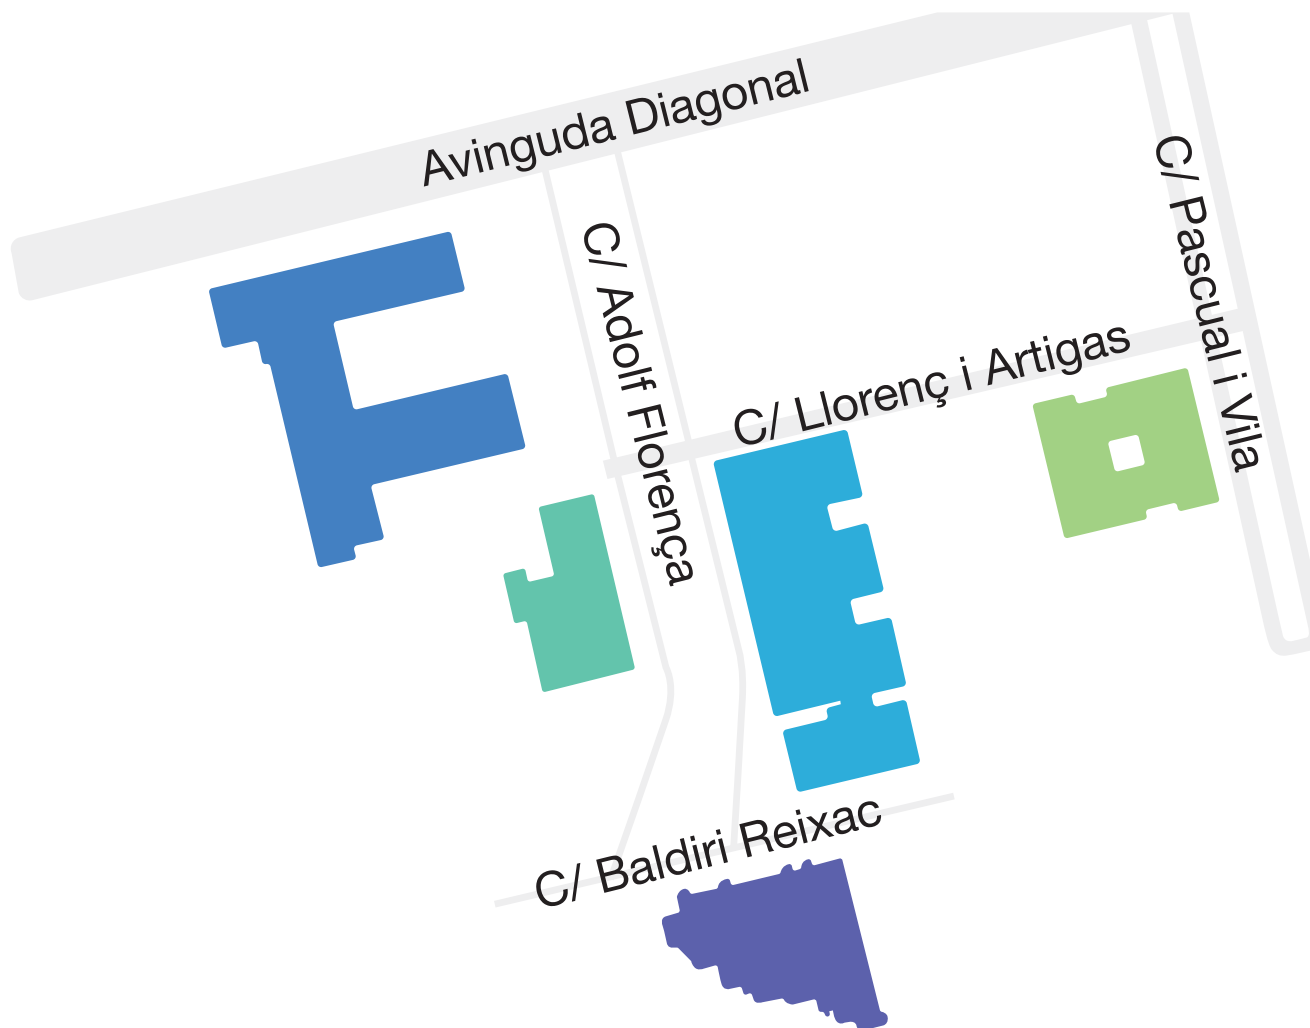 Avinguda Diagonal
C/ Pascual i Vila
C/ Adolf Florença
C/ Llorenç i Artigas
C/ Baldiri Reixac